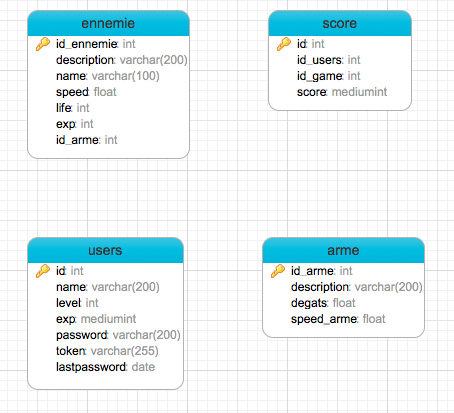 ennemie
id_ennemie: int
description: varchar(200)
name: varchar(100)
speed: float
life: int
exp: int
id_arme: int
score
id: int
id_users: int
id_game: int
score: mediumint
users
id: int
name: varchar(200)
level: int
exp: mediumint
password: varchar(200)
token: varchar(255)
lastpassword: date
arme
id_arme: int
description: varchar(200)
degats: float
speed_arme: float